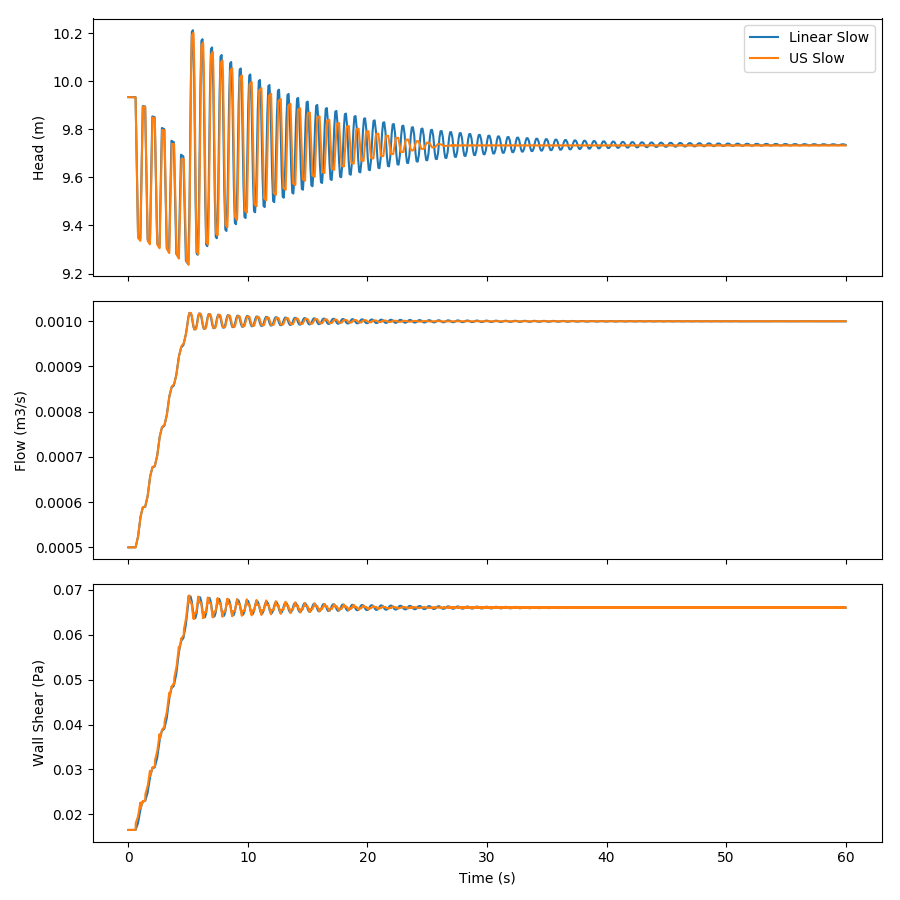 10.2
10.0
9.8
9.6
9.4
9.2
Head (m)
Linear Slow
US Slow
0.0010
0.0009
0.0008
0.0007
0.0006
0.0005
Flow (m3/s)
0.07
0.06
0.05
0.04
0.03
0.02
Wall Shear (Pa)
0 10 20 30 40 50 60
Time (s)